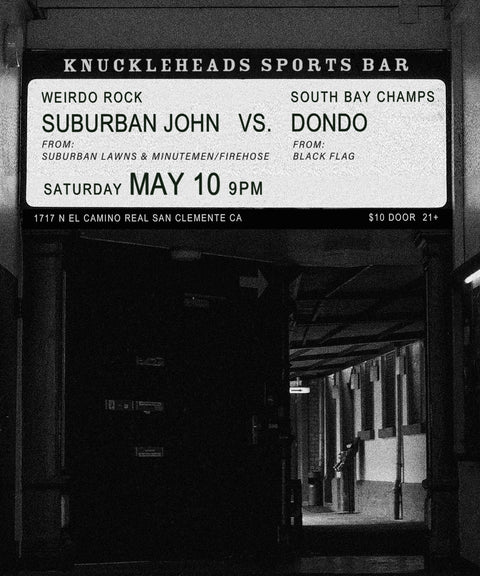 KNUCKLEHEADS SPORTS BAR
WEIRDO ROCK
SOUTH BAY CHAMPS
SUBURBAN JOHN VS. DONDO
FROM:
SUBURBAN LAWNS & MINUTEMEN/FIREHOSE
FROM:
BLACK FLAG
SATURDAY MAY 10 9PM
1717 N EL CAMINO REAL SAN CLEMENTE CA
$10 DOOR 21+